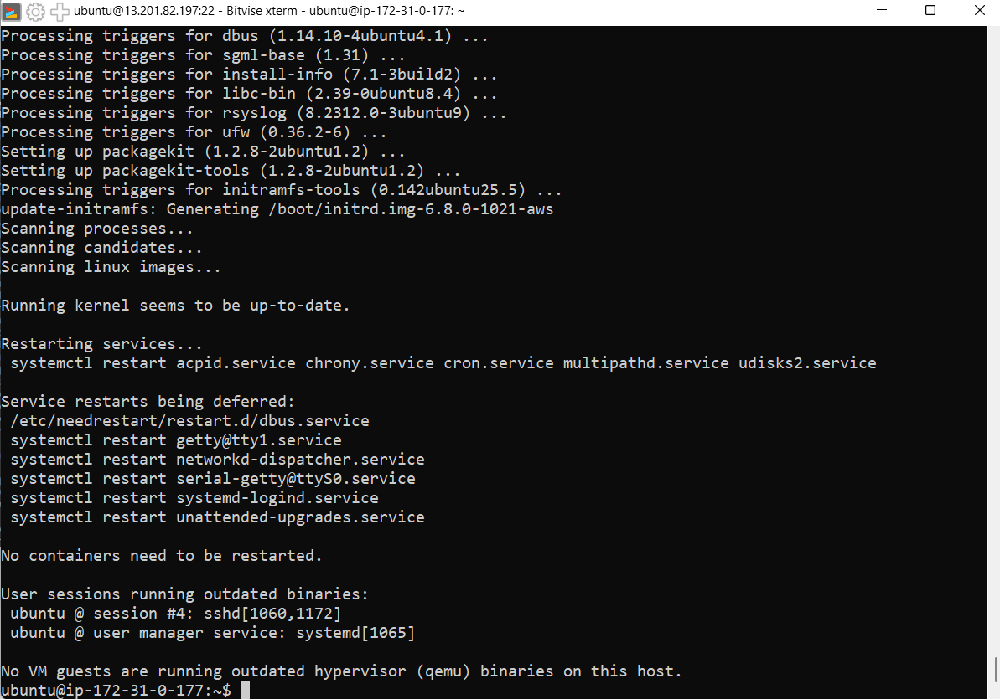 ubuntu@13.201.82.197:22 - Bitvise xterm - ubuntu@ip-172-31-0-177: ~
Processing triggers for dbus (1.14.10-4ubuntu4.1) ...
Processing triggers for sgml-base (1.31) ...
Processing triggers for install-info (7.1-3build2) ...
Processing triggers for libc-bin (2.39-0ubuntu8.4) ...
Processing triggers for rsyslog (8.2312.0-3ubuntu9) ...
Processing triggers for ufw (0.36.2-6) ...
Setting up packagekit (1.2.8-2ubuntu1.2) ...
Setting up packagekit-tools (1.2.8-2ubuntu1.2) ...
Processing triggers for initramfs-tools (0.142ubuntu25.5) ...
update-initramfs: Generating /boot/initrd.img-6.8.0-1021-aws
Scanning processes...
Scanning candidates...
Scanning linux images...
Running kernel seems to be up-to-date.
Restarting services...
systemctl restart acpid.service chrony.service cron.service multipathd.service udisks2.service
Service restarts being deferred:
/etc/needrestart/restart.d/dbus.service
systemctl restart getty@tty1.service
systemctl restart networkd-dispatcher.service
systemctl restart serial-getty@ttyS0.service
systemctl restart systemd-logind.service
systemctl restart unattended-upgrades.service
No containers need to be restarted.
User sessions running outdated binaries:
ubuntu @ session #4: sshd[1060,1172]
ubuntu @ user manager service: systemd[1065]
No VM guests are running outdated hypervisor (qemu) binaries on this host.
ubuntu@ip-172-31-0-177:~$